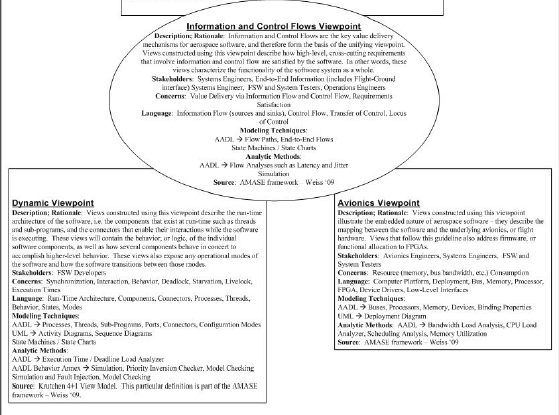 Information and Control Flows Viewpoint
Description; Rationale: Information and Control Flows are the key value delivery
mechanisms for aerospace software, and therefore form the basis of the unifying viewpoint.
Views constructed using this viewpoint describe how high-level, cross-cutting requirements
that involve information and control flow are satisfied by the software. In other words, these
views characterize the functionality of the software system as a whole.
Stakeholders: Systems Engineers, End-to-End Information (includes Flight-Ground
interface) Systems Engineer, FSW and System Testers, Operations Engineers
Concerns: Value Delivery via Information Flow and Control Flow, Requirements
Satisfaction
Language: Information Flow (sources and sinks), Control Flow, Transfer of Control, Locus
of Control
Modeling Techniques:
AADL → Flow Paths, End-to-End Flows
State Machines / State Charts
Analytic Methods:
AADL → Flow Analyses such as Latency and Jitter
Simulation
Source: AMASE framework – Weiss '09
Dynamic Viewpoint
Description; Rationale: Views constructed using this viewpoint describe the run-time
architecture of the software, i.e. the components that exist at run-time such as threads
and sub-programs, and the connectors that enable their interactions while the software
is executing. These views will contain the behavior, or logic, of the individual
software components, as well as how several components behave in consort to
accomplish higher-level behavior. These views also expose any operational modes of
the software and how the software transitions between those modes.
Stakeholders: FSW Developers
Concerns: Synchronization, Interaction, Behavior, Deadlock, Starvation, Livelock,
Execution Times
Language: Run-Time Architecture, Components, Connectors, Processes, Threads,
Behavior, States, Modes
Modeling Techniques:
AADL → Processes, Threads, Sub-Programs, Ports, Connectors, Configuration Modes
UML → Activity Diagrams, Sequence Diagrams
State Machines / State Charts
Analytic Methods:
AADL → Execution Time / Deadline Load Analyzer
AADL Behavior Annex → Simulation, Priority Inversion Checker, Model Checking
Simulation and Fault Injection, Model Checking
Source: Krutchen 4+1 View Model. This particular definition is part of the AMASE
framework – Weiss '09.
Avionics Viewpoint
Description; Rationale: Views constructed using this viewpoint
illustrate the embedded nature of aerospace software – they describe the
mapping between the software and the underlying avionics, or flight
hardware. Views that follow this guideline also address firmware, or
functional allocation to FPGAs.
Stakeholders: Avionics Engineers, Systems Engineers, FSW and
System Testers
Concerns: Resource (memory, bus bandwidth, etc.) Consumption
Language: Computer Platform, Deployment, Bus, Memory, Processor,
FPGA, Device Drivers, Low-Level Interfaces
Modeling Techniques:
AADL → Buses, Processors, Memory, Devices, Binding Properties
UML → Deployment Diagram
Analytic Methods: AADL → Bandwidth Load Analysis, CPU Load
Analyzer, Scheduling Analysis, Memory Utilization
Source: AMASE framework – Weiss '09